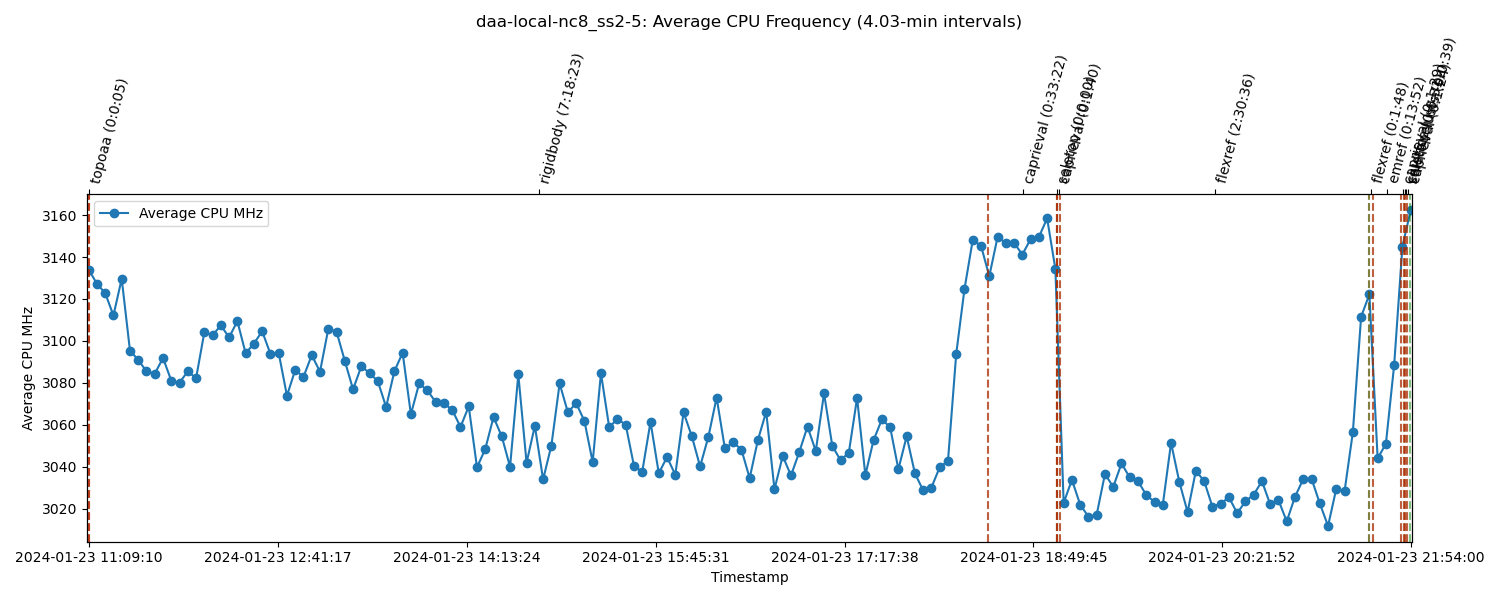 daa-local-nc8_ss2-5: Average CPU Frequency (4.03-min intervals)
topoaa (0:0:05)
rigidbody (7:18:23)
caprieval (0:33:22)
caprieval (0:1:40)
flexref (2:30:36)
flexref (0:1:48)
emref (0:13:52)
Average CPU MHz
3160
3140
3120
3100
3080
3060
3040
3020
Average CPU MHz
2024-01-23 11:09:10
2024-01-23 12:41:17
2024-01-23 14:13:24
2024-01-23 15:45:31
2024-01-23 17:17:38
2024-01-23 18:49:45
2024-01-23 20:21:52
2024-01-23 21:54:00
Timestamp